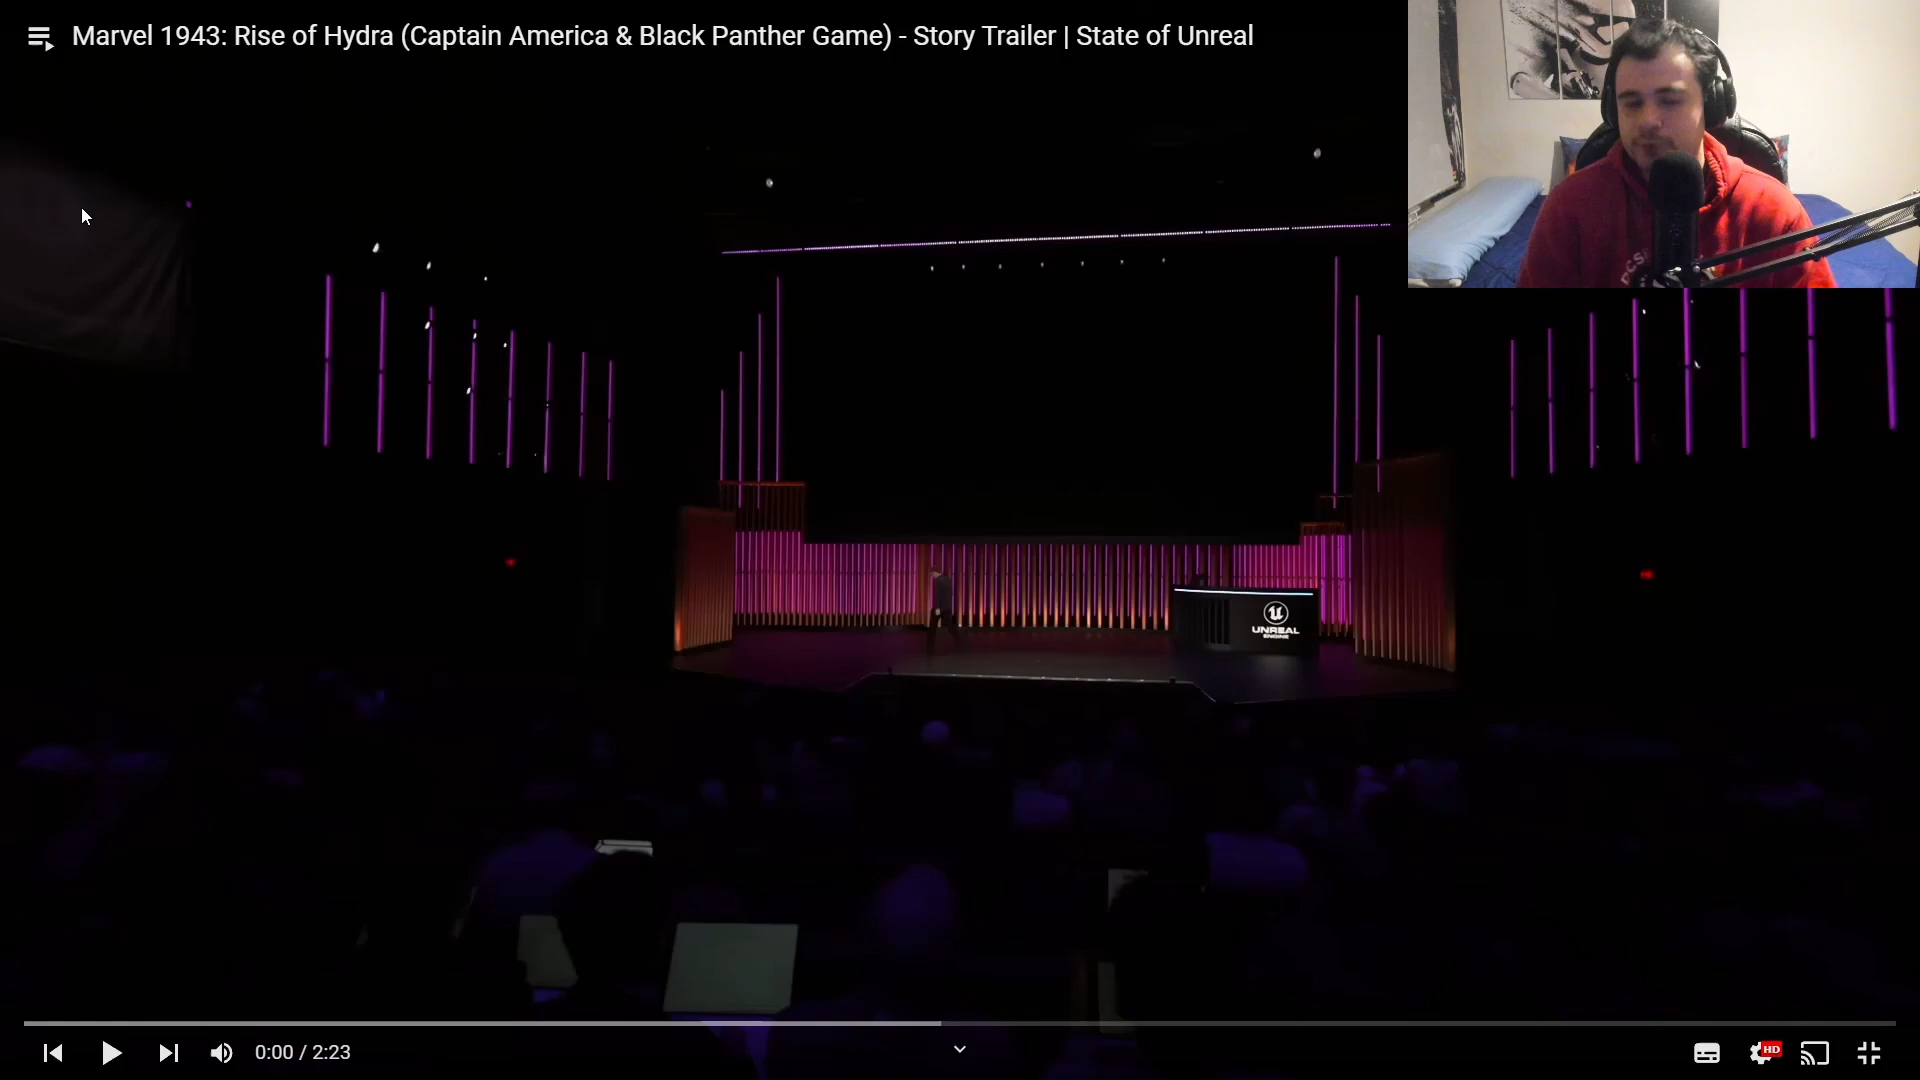 Marvel 1943: Rise of Hydra (Captain America & Black Panther Game) - Story Trailer | State of Unreal
UNREAL
ENGINE
0:00 / 2:23
HD